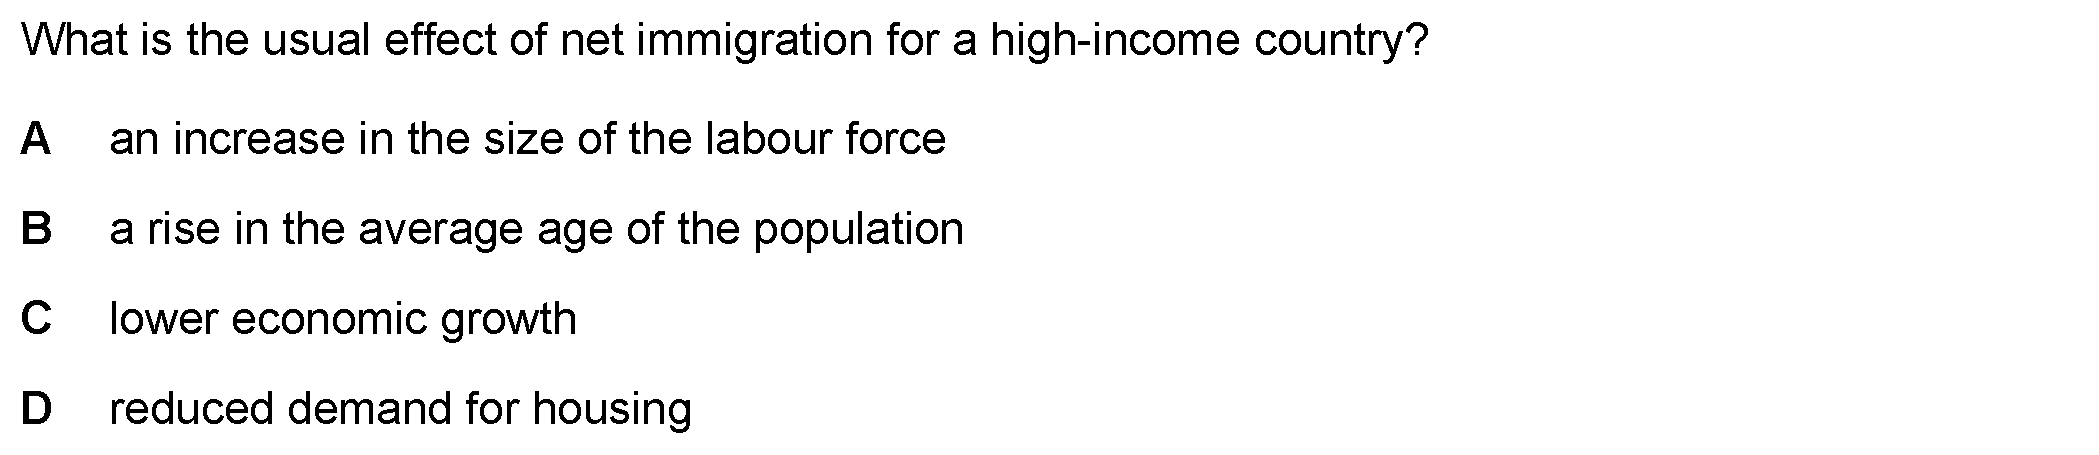 What is the usual effect of net immigration for a high-income country?
A an increase in the size of the labour force
B a rise in the average age of the population
C lower economic growth
D reduced demand for housing